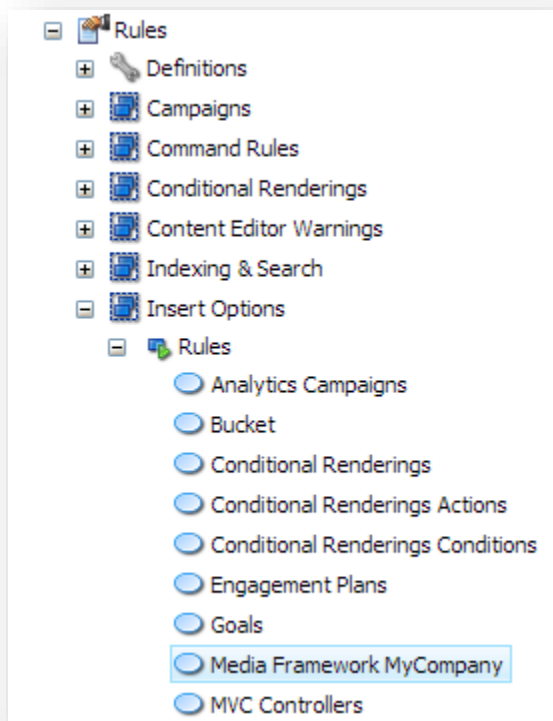 Rules
Definitions
Campaigns
Command Rules
Conditional Renderings
Content Editor Warnings
Indexing & Search
Insert Options
Rules
Analytics Campaigns
Bucket
Conditional Renderings
Conditional Renderings Actions
Conditional Renderings Conditions
Engagement Plans
Goals
Media Framework MyCompany
MVC Controllers